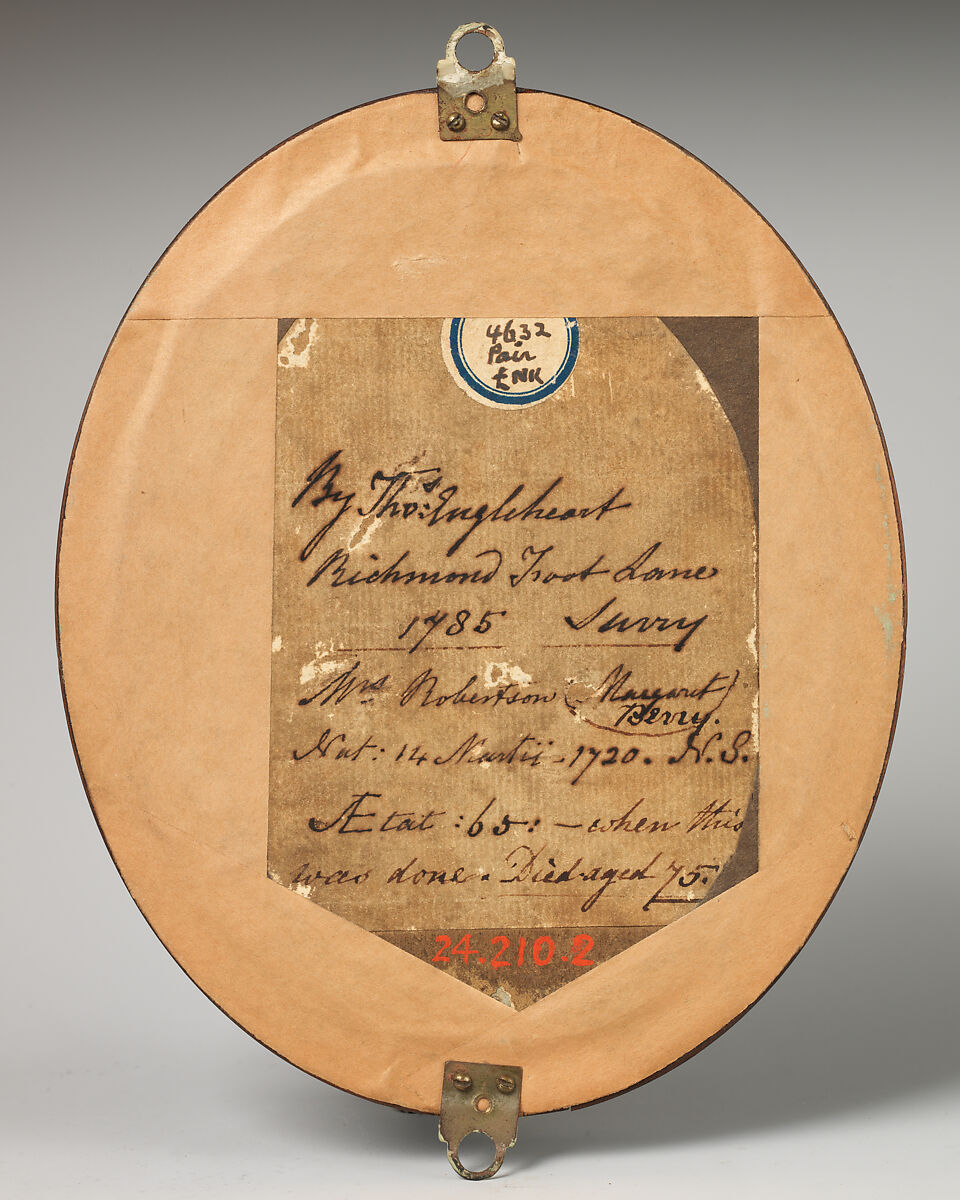 4632
Pair
£NK
By Thos: Engleheart
Richmond Foot Lane
1785 Surry
Mrs Robertson (Margaret
Berry.)
Nat: 14 Martii - 1720. N.S.
Ætat: 65: - when this
was done. Died aged 75.
24.210.2